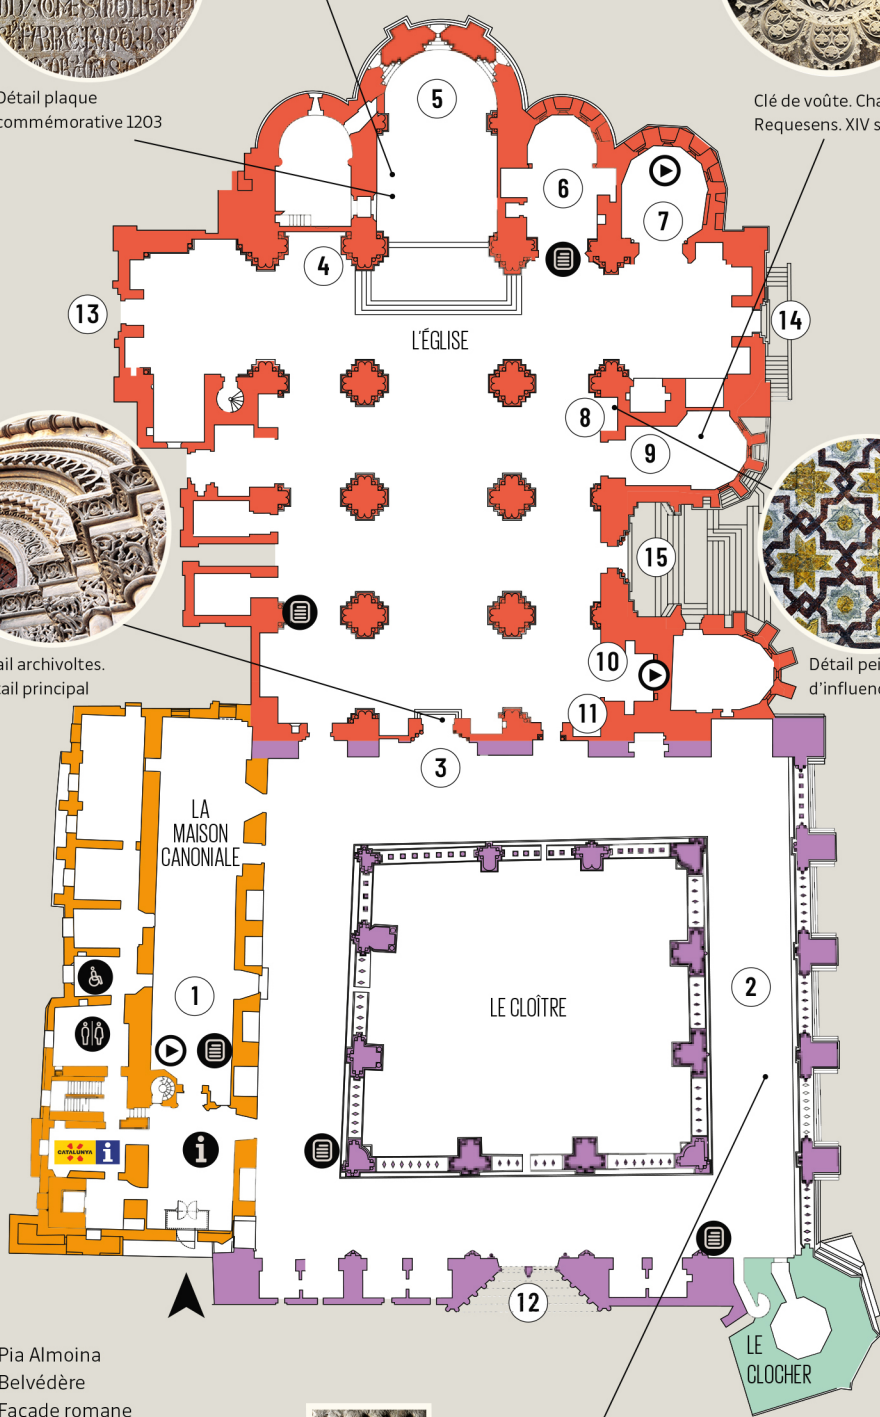 Détail plaque
commémorative 1203
Clé de voûte. Cha
Requesens. XIV s
5
6
7
4
13
14
L'ÉGLISE
8
9
15
ail archivoltes.
tail principal
10
11
Détail pei
d'influen
3
LA
MAISON
CANONIALE
1
2
LE CLOÎTRE
CATALUNYA i
i
12
LE
CLOCHER
Pia Almoina
Belvédère
Façade romane